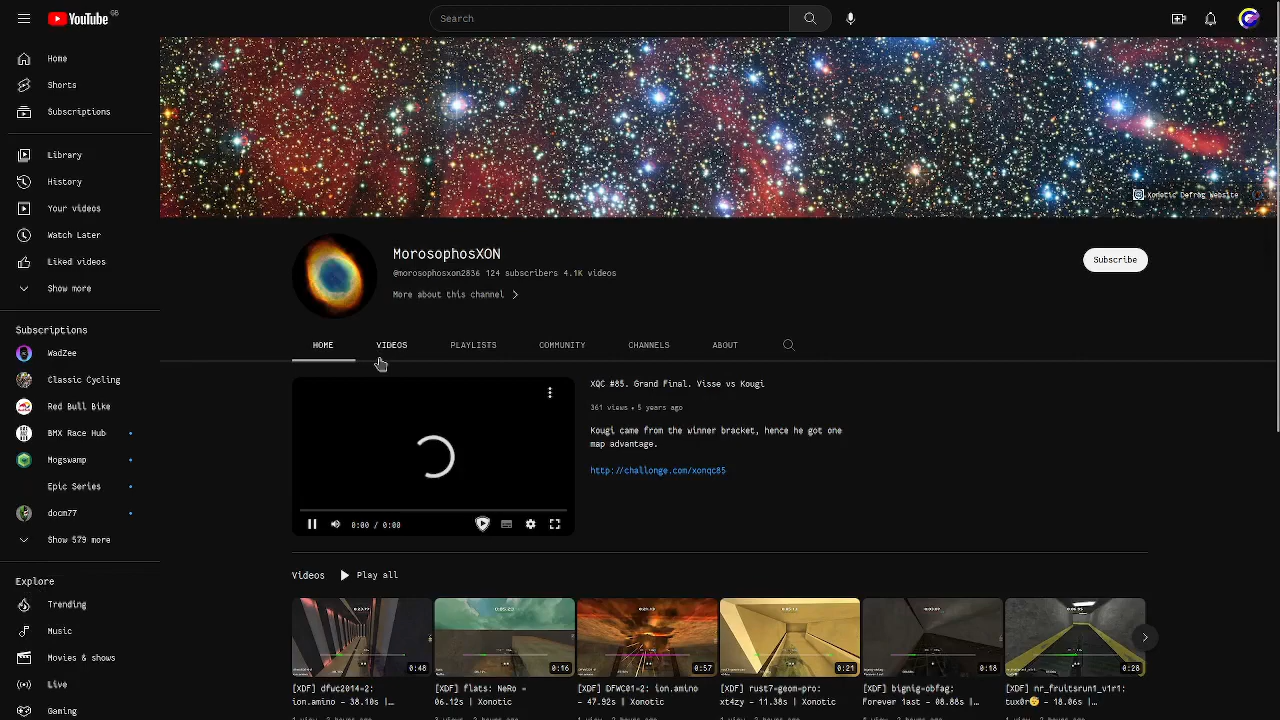 YouTube GB
Search
Home
Shorts
Subscriptions
Library
History
Your videos
Watch Later
Liked videos
Show more
Subscriptions
WadZee
Classic Cycling
Red Bull Bike
BMX Race Hub
Mogswamp
Epic Series
docm77
Show 579 more
Explore
Trending
Music
Movies & shows
Live
Gaming
Xonotic Defrag Website
MorosophosXON
@morosophosxon2836 124 subscribers 4.1K videos
More about this channel
Subscribe
HOME VIDEOS PLAYLISTS COMMUNITY CHANNELS ABOUT
0:00 / 0:00
XQC #85. Grand Final. Visse vs Kougi
361 views • 5 years ago
Kougi came from the winner bracket, hence he got one
map advantage.
http://challonge.com/xonqc85
Videos Play all
0:48 0:16 0:57 0:21 0:18 0:28
[XDF] dfwc2014-2:
ion.amino - 38.10s |…
[XDF] flats: NeRo -
06.12s | Xonotic
[XDF] DFWC01-2: ion.amino
- 47.92s | Xonotic
[XDF] rust7-geom-pro:
xt4zy - 11.38s | Xonotic
[XDF] bignig-obfag:
Forever 1ast - 08.88s |…
[XDF] nr_fruitsrun1_v1r1:
tux0r🙂 - 18.06s |…